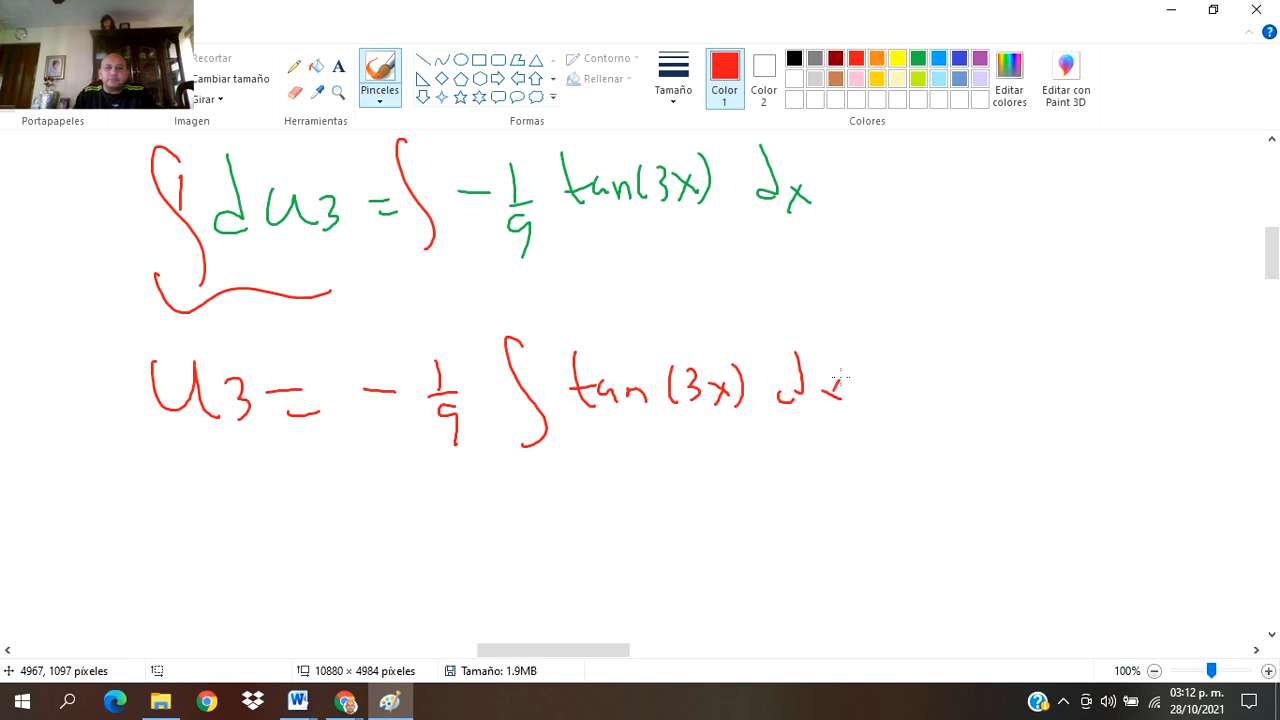 Recortar
Cambiar tamaño
Girar
Pinceles
Contorno
Rellenar
Tamaño
Color
1
Color
2
Editar
colores
Editar con
Paint 3D
Portapapeles
Imagen
Herramientas
Formas
Colores
∫ du3 = ∫ - 1/9 tan(3x) dx
u3 = - 1/9 ∫ tan(3x) dx
4967, 1097 píxeles
10880 × 4984 píxeles
Tamaño: 1.9MB
100%
03:12 p. m.
28/10/2021